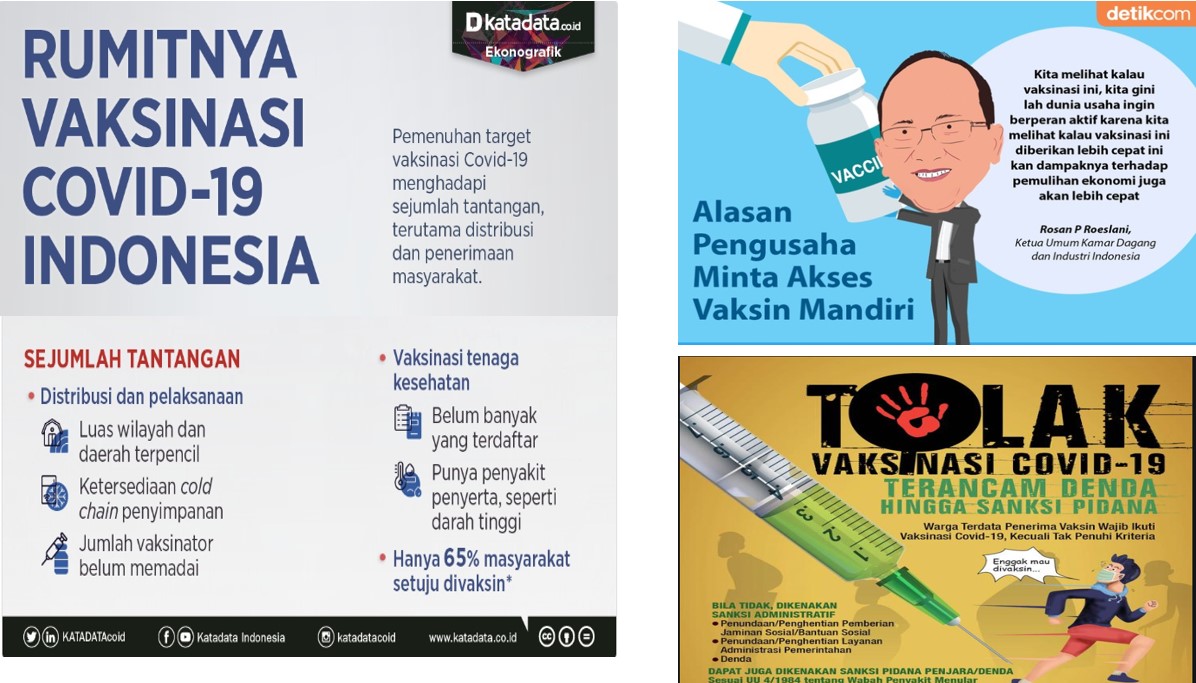 Dkatadata.co.id
Ekonografik
RUMITNYA
VAKSINASI
COVID-19
INDONESIA
Pemenuhan target
vaksinasi Covid-19
menghadapi
sejumlah tantangan,
terutama distribusi
dan penerimaan
masyarakat.
SEJUMLAH TANTANGAN
• Distribusi dan pelaksanaan
Luas wilayah dan
daerah terpencil
Ketersediaan cold
chain penyimpanan
Jumlah vaksinator
belum memadai
• Vaksinasi tenaga
kesehatan
Belum banyak
yang terdaftar
Punya penyakit
penyerta, seperti
darah tinggi
• Hanya 65% masyarakat
setuju divaksin*
KATADATAcoid
Katadata Indonesia
katadatacoid
www.katadata.co.id
detikcom
Kita melihat kalau
vaksinasi ini, kita gini
lah dunia usaha ingin
berperan aktif karena kita
melihat kalau vaksinasi ini
diberikan lebih cepat ini
kan dampaknya terhadap
pemulihan ekonomi juga
akan lebih cepat
Rosan P Roeslani,
Ketua Umum Kamar Dagang
dan Industri Indonesia
VACCI
Alasan
Pengusaha
Minta Akses
Vaksin Mandiri
TOLAK
VAKSINASI COVID-19
TERANCAM DENDA
HINGGA SANKSI PIDANA
Warga Terdata Penerima Vaksin Wajib Ikuti
Vaksinasi Covid-19, Kecuali Tak Penuhi Kriteria
Enggak mau
divaksin...
BILA TIDAK, DIKENAKAN
SANKSI ADMINISTRATIF
• Penundaan/Penghentian Pemberian
Jaminan Sosial/Bantuan Sosial
• Penundaan/Penghentian Layanan
Administrasi Pemerintahan
• Denda
DAPAT JUGA DIKENAKAN SANKSI PIDANA PENJARA/DENDA
Sesuai UU 4/1984 tentang Wabah Penyakit Menular